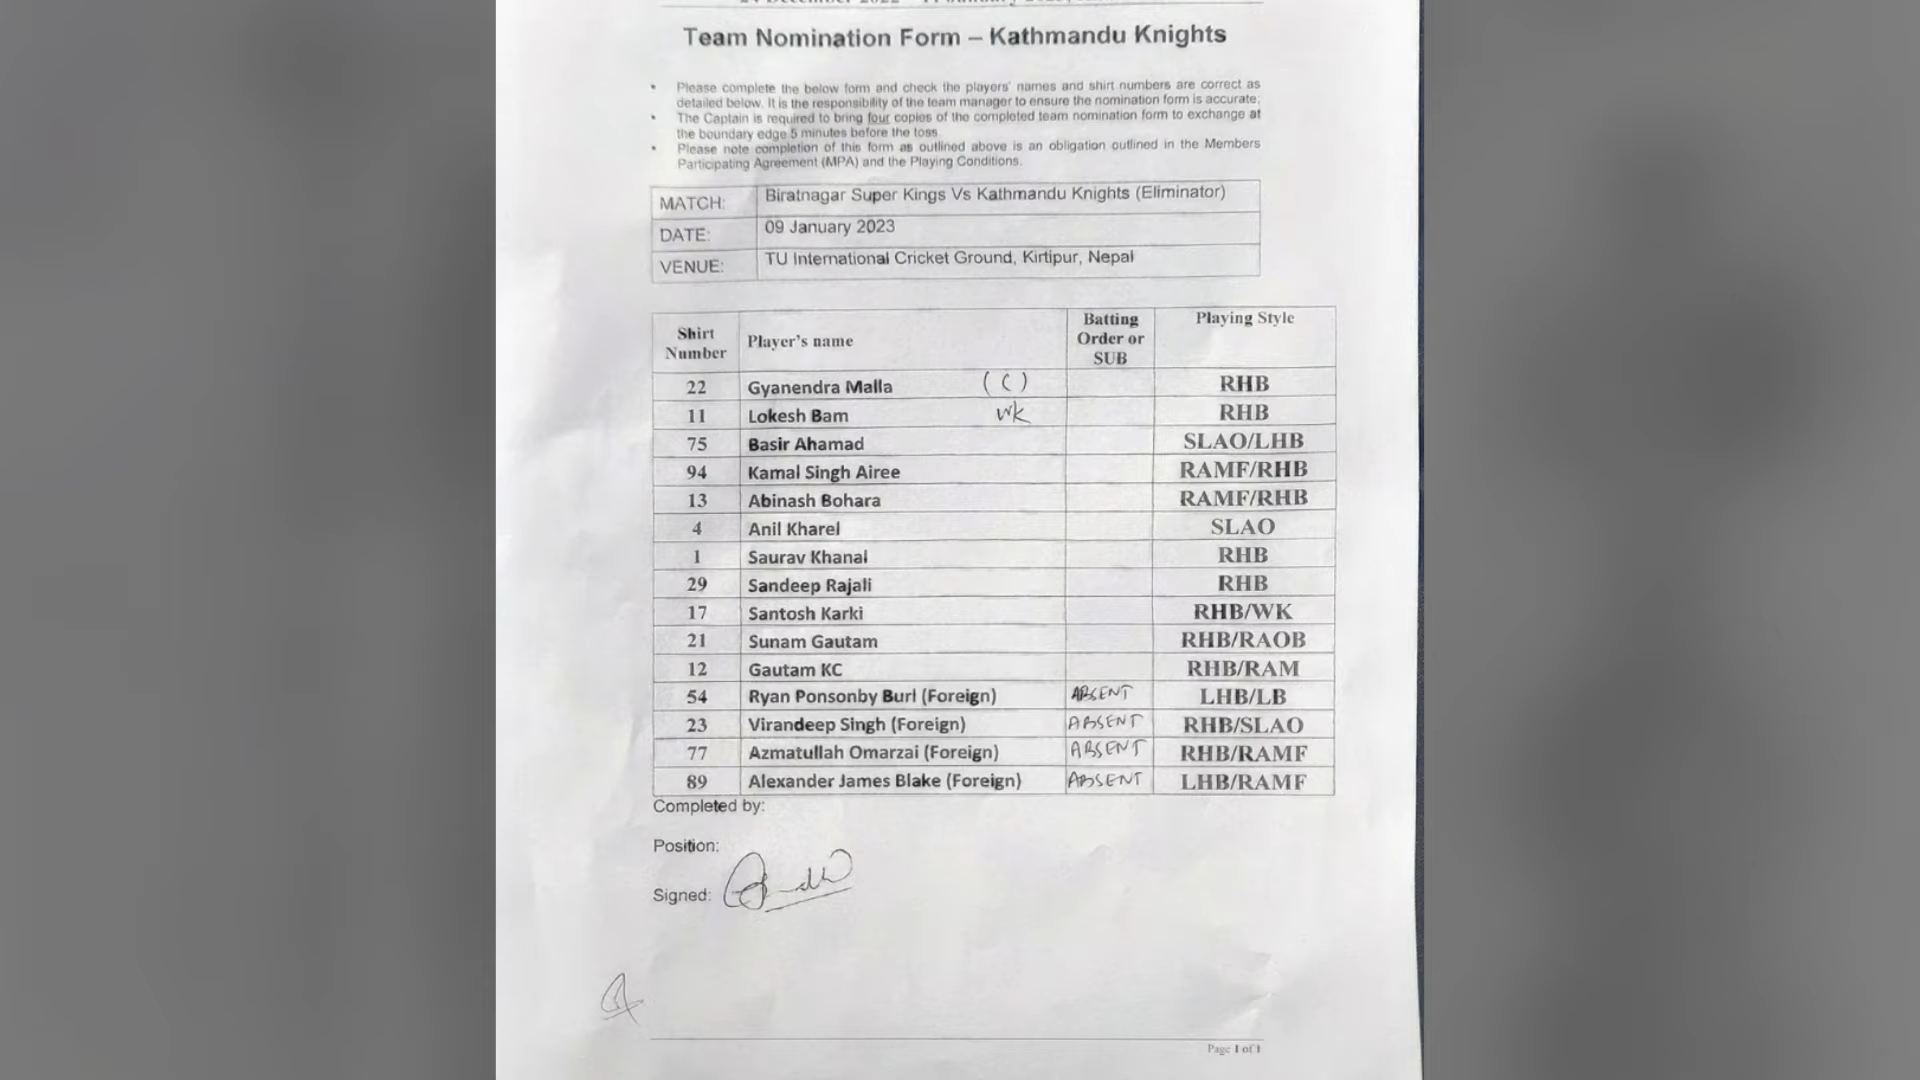 Team Nomination Form – Kathmandu Knights
• Please complete the below form and check the players' names and shirt numbers are correct as
detailed below. It is the responsibility of the team manager to ensure the nomination form is accurate;
• The Captain is required to bring four copies of the completed team nomination form to exchange at
the boundary edge 5 minutes before the toss
• Please note completion of this form as outlined above is an obligation outlined in the Members
Participating Agreement (MPA) and the Playing Conditions.
MATCH: Biratnagar Super Kings Vs Kathmandu Knights (Eliminator)
DATE: 09 January 2023
VENUE: TU International Cricket Ground, Kirtipur, Nepal
Shirt Number Player's name Batting Order or SUB Playing Style
22 Gyanendra Malla (C) RHB
11 Lokesh Bam WK RHB
75 Basir Ahamad SLAO/LHB
94 Kamal Singh Airee RAMF/RHB
13 Abinash Bohara RAMF/RHB
4 Anil Kharel SLAO
1 Saurav Khanal RHB
29 Sandeep Rajali RHB
17 Santosh Karki RHB/WK
21 Sunam Gautam RHB/RAOB
12 Gautam KC RHB/RAM
54 Ryan Ponsonby Burl (Foreign) ABSENT LHB/LB
23 Virandeep Singh (Foreign) ABSENT RHB/SLAO
77 Azmatullah Omarzai (Foreign) ABSENT RHB/RAMF
89 Alexander James Blake (Foreign) ABSENT LHB/RAMF
Completed by:
Position:
Signed:
Page 1 of 1